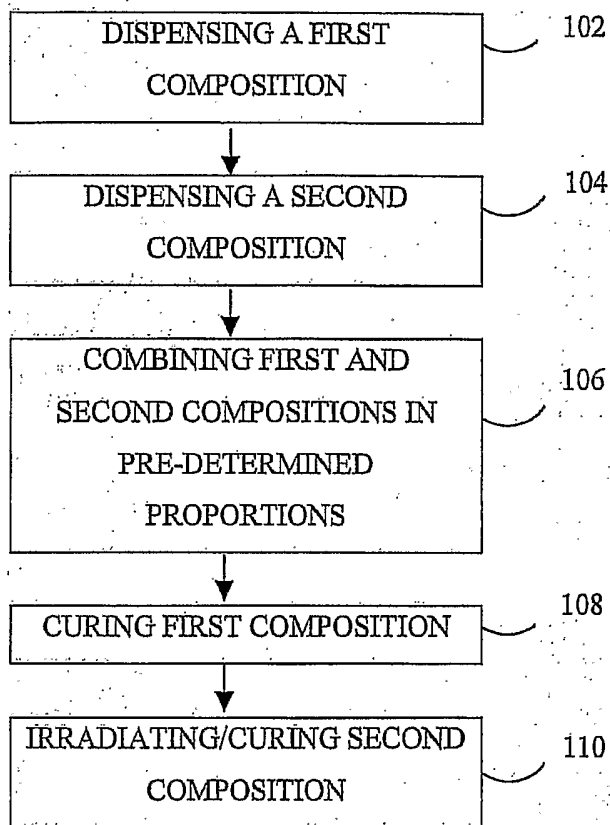 DISPENSING A FIRST
COMPOSITION
102
DISPENSING A SECOND
COMPOSITION
104
COMBINING FIRST AND
SECOND COMPOSITIONS IN
PRE-DETERMINED
PROPORTIONS
106
CURING FIRST COMPOSITION
108
IRRADIATING/CURING SECOND
COMPOSITION
110